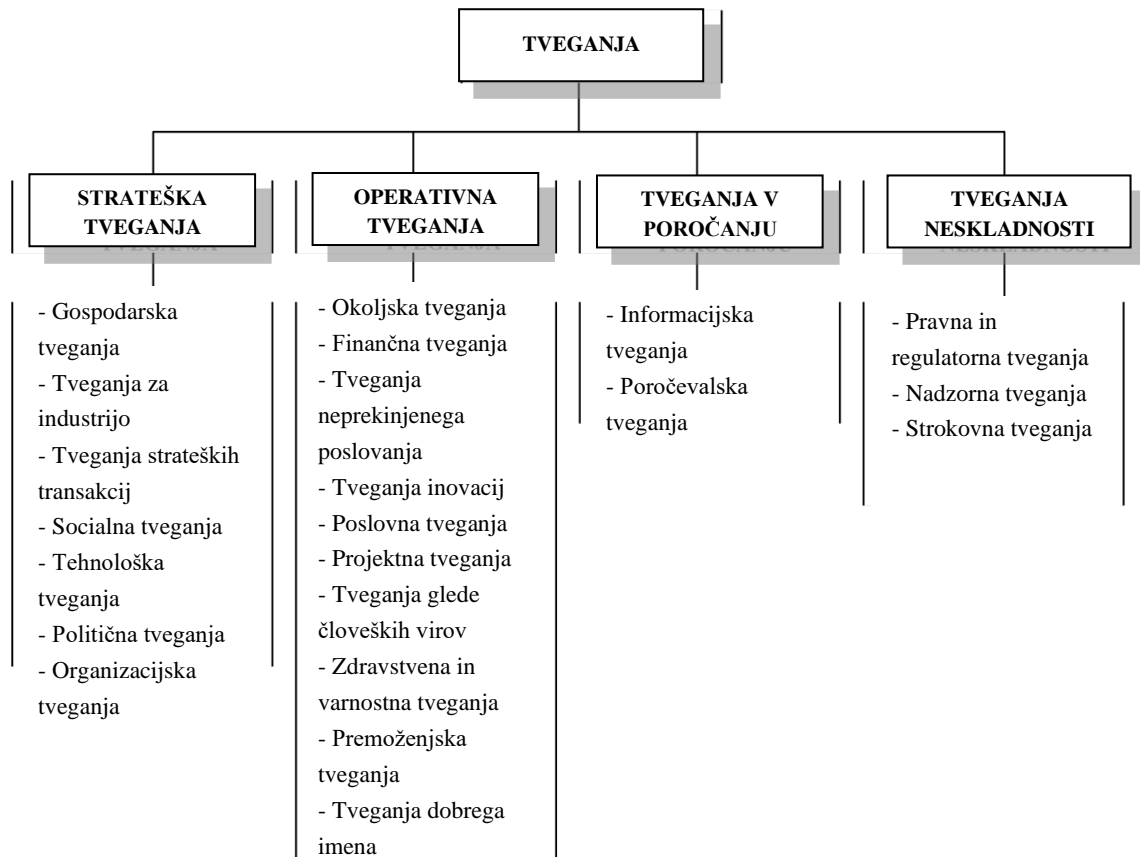 TVEGANJA
STRATEŠKA
TVEGANJA
- Gospodarska
tveganja
- Tveganja za
industrijo
- Tveganja strateških
transakcij
- Socialna tveganja
- Tehnološka
tveganja
- Politična tveganja
- Organizacijska
tveganja
OPERATIVNA
TVEGANJA
- Okoljska tveganja
- Finančna tveganja
- Tveganja
neprekinjenega
poslovanja
- Tveganja inovacij
- Poslovna tveganja
- Projektna tveganja
- Tveganja glede
človeških virov
- Zdravstvena in
varnostna tveganja
- Premoženjska
tveganja
- Tveganja dobrega
imena
TVEGANJA V
POROČANJU
- Informacijska
tveganja
- Poročevalska
tveganja
TVEGANJA
NESKLADNOSTI
- Pravna in
regulatorna tveganja
- Nadzorna tveganja
- Strokovna tveganja